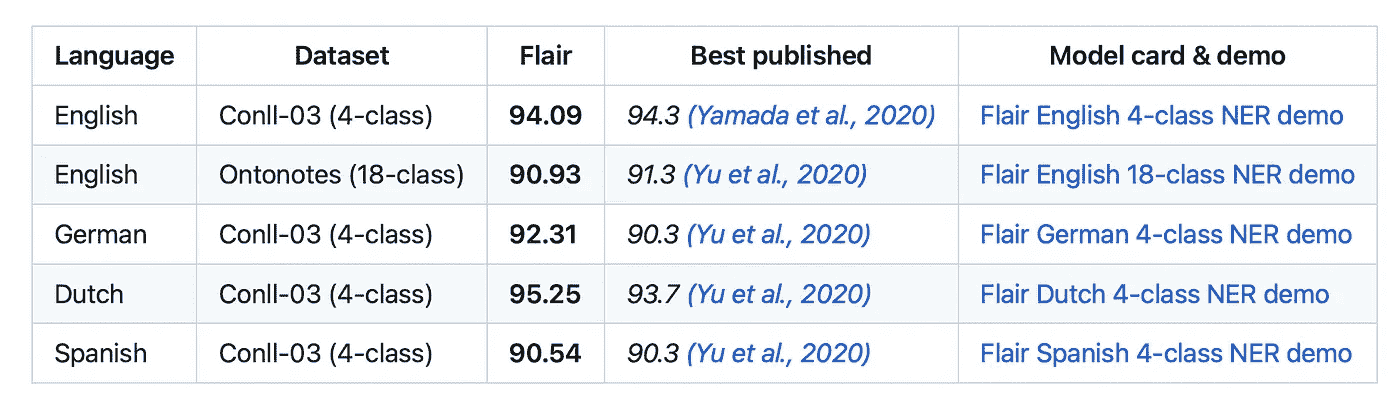 Language Dataset Flair Best published Model card & demo
English Conll-03 (4-class) 94.09 94.3 (Yamada et al., 2020) Flair English 4-class NER demo
English Ontonotes (18-class) 90.93 91.3 (Yu et al., 2020) Flair English 18-class NER demo
German Conll-03 (4-class) 92.31 90.3 (Yu et al., 2020) Flair German 4-class NER demo
Dutch Conll-03 (4-class) 95.25 93.7 (Yu et al., 2020) Flair Dutch 4-class NER demo
Spanish Conll-03 (4-class) 90.54 90.3 (Yu et al., 2020) Flair Spanish 4-class NER demo